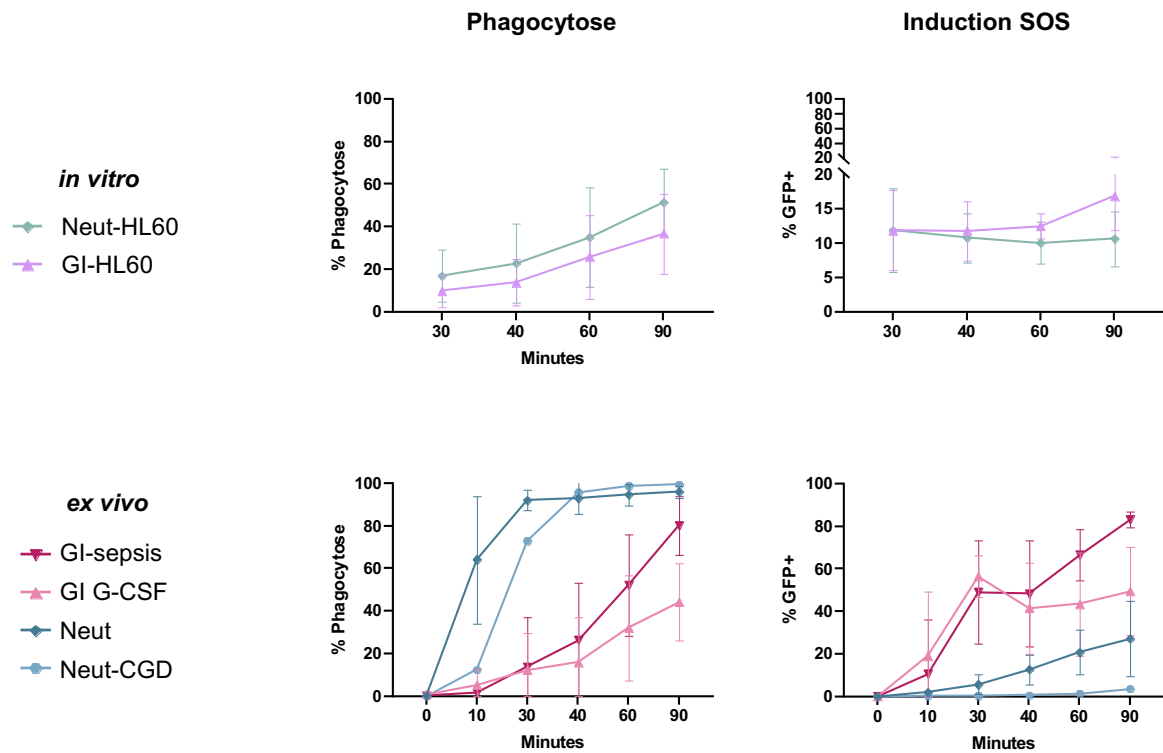 Phagocytose
Induction SOS
in vitro
Neut-HL60
GI-HL60
% Phagocytose
100
80
60
40
20
0
30 40 60 90
Minutes
% GFP+
100
80
60
40
20
20
15
10
5
0
30 40 60 90
Minutes
ex vivo
GI-sepsis
GI G-CSF
Neut
Neut-CGD
% Phagocytose
100
80
60
40
20
0
0 10 30 40 60 90
Minutes
% GFP+
100
80
60
40
20
0
0 10 30 40 60 90
Minutes